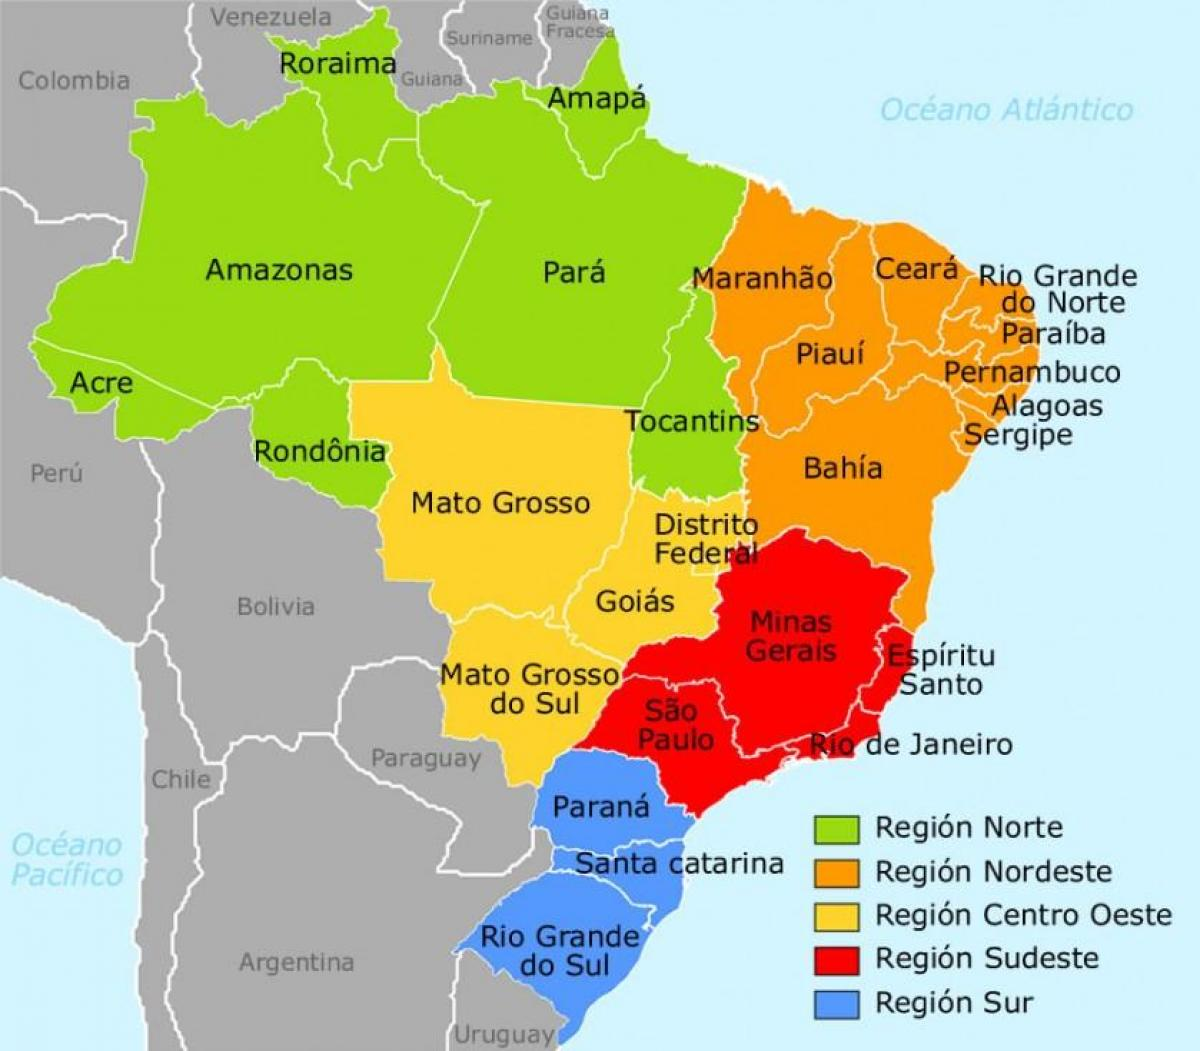 Venezuela
Guiana
Fracesa
Suriname
Colombia
Roraima
Guiana
Amapá
Océano Atlántico
Amazonas
Pará
Maranhão
Ceará
Rio Grande
do Norte
Paraíba
Piauí
Pernambuco
Acre
Alagoas
Tocantins
Sergipe
Rondônia
Bahía
Perú
Mato Grosso
Distrito
Federal
Goiás
Bolivia
Minas
Gerais
Espíritu
Santo
Mato Grosso
do Sul
São
Paulo
Rio de Janeiro
Paraguay
Chile
Paraná
Océano
Pacífico
Santa catarina
Rio Grande
do Sul
Argentina
Uruguay
Región Norte
Región Nordeste
Región Centro Oeste
Región Sudeste
Región Sur